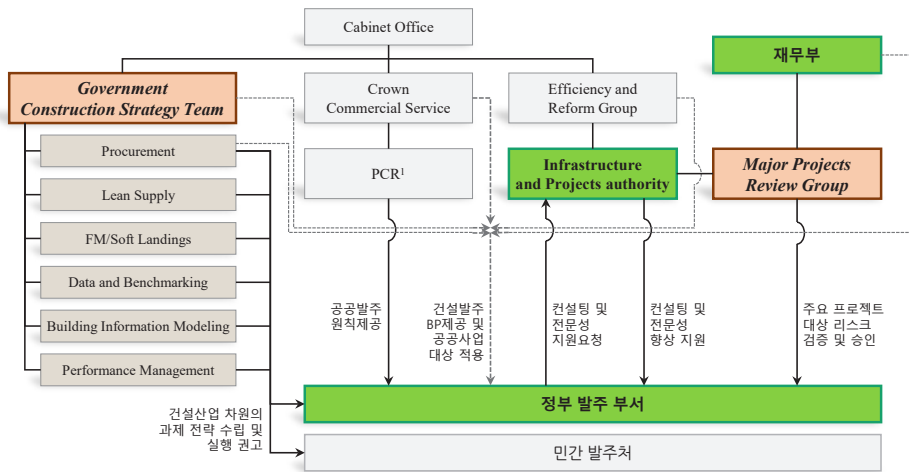 Cabinet Office
재무부
Government
Construction Strategy Team
Crown
Commercial Service
Efficiency and
Reform Group
Procurement
PCR¹
Infrastructure
and Projects authority
Major Projects
Review Group
Lean Supply
FM/Soft Landings
Data and Benchmarking
Building Information Modeling
Performance Management
공공발주
원칙제공
건설발주
BP제공 및
공공사업
대상 적용
컨설팅 및
전문성
지원요청
컨설팅 및
전문성
향상 지원
주요 프로젝트
대상 리스크
검증 및 승인
정부 발주 부서
건설산업 차원의
과제 전략 수립 및
실행 권고
민간 발주처